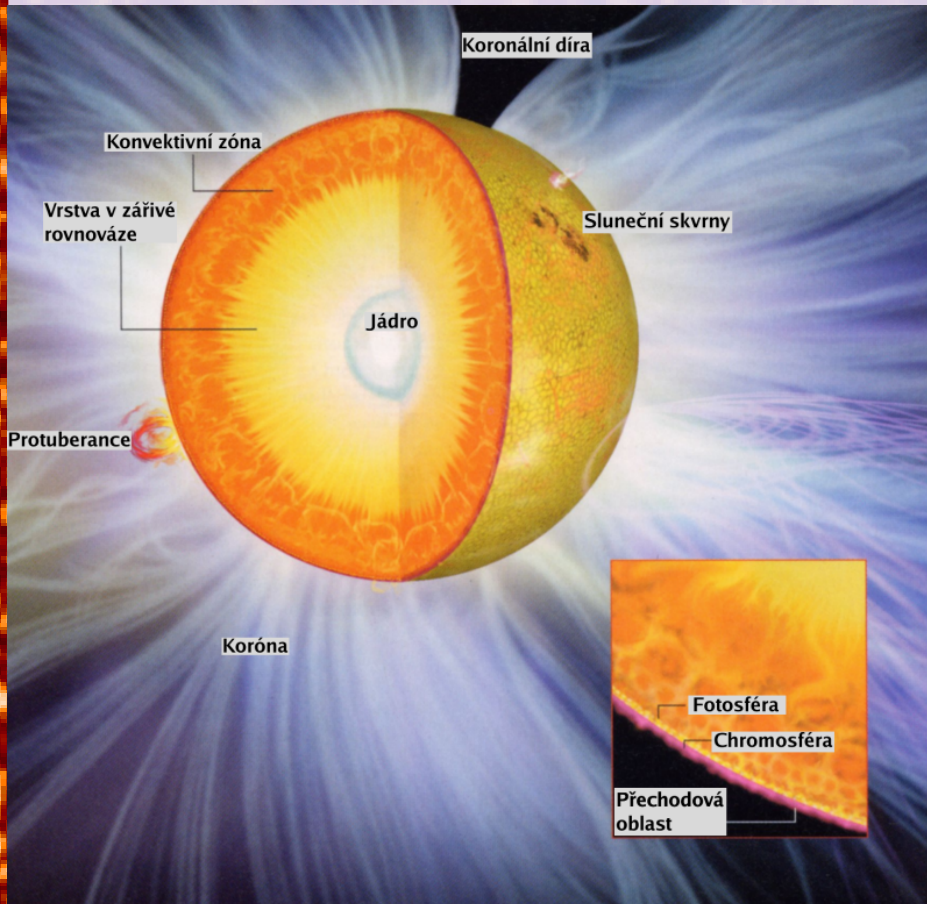 Koronální díra
Konvektivní zóna
Vrstva v zářivé
rovnováze
Sluneční skvrny
Jádro
Protuberance
Koróna
Fotosféra
Chromosféra
Přechodová
oblast